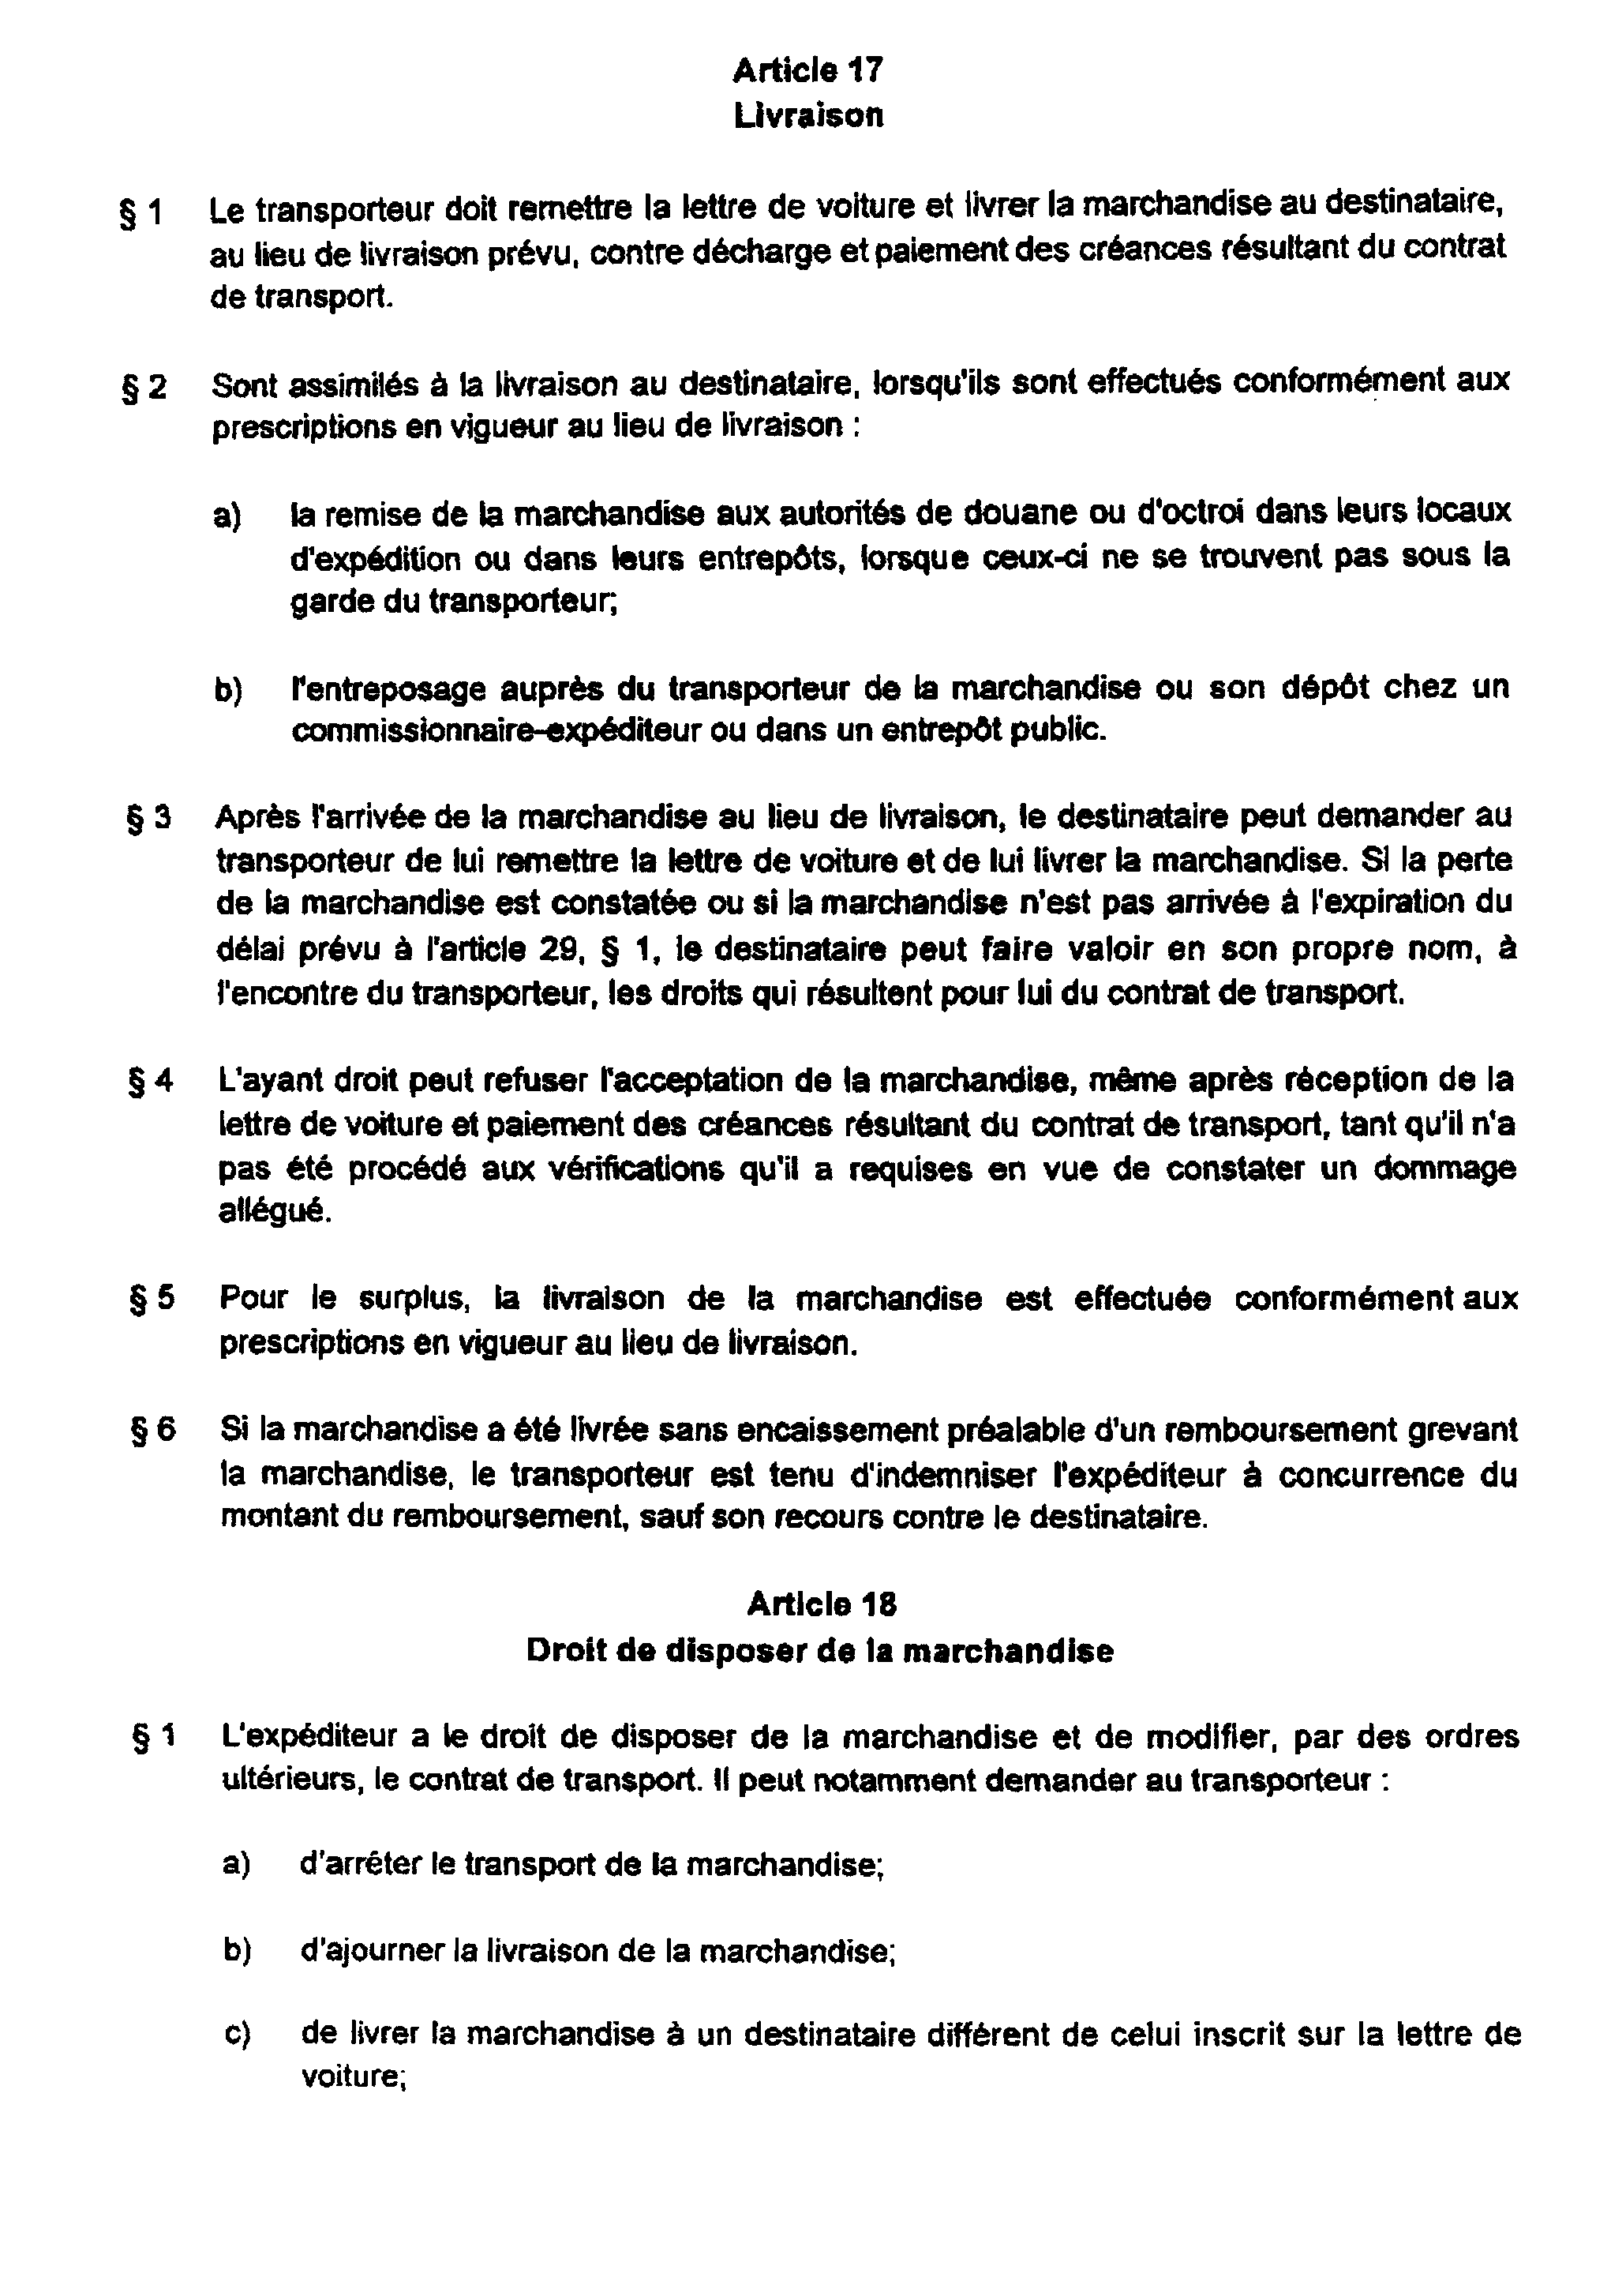 Article 17
Livraison
§ 1 Le transporteur doit remettre la lettre de voiture et livrer la marchandise au destinataire,
au lieu de livraison prévu, contre décharge et paiement des créances résultant du contrat
de transport.
§ 2 Sont assimilés à la livraison au destinataire, lorsqu'ils sont effectués conformément aux
prescriptions en vigueur au lieu de livraison :
a) la remise de la marchandise aux autorités de douane ou d'octroi dans leurs locaux
d'expédition ou dans leurs entrepôts, lorsque ceux-ci ne se trouvent pas sous la
garde du transporteur;
b) l'entreposage auprès du transporteur de la marchandise ou son dépôt chez un
commissionnaire-expéditeur ou dans un entrepôt public.
§ 3 Après l'arrivée de la marchandise au lieu de livraison, le destinataire peut demander au
transporteur de lui remettre la lettre de voiture et de lui livrer la marchandise. Si la perte
de la marchandise est constatée ou si la marchandise n'est pas arrivée à l'expiration du
délai prévu à l'article 29, § 1, le destinataire peut faire valoir en son propre nom, à
l'encontre du transporteur, les droits qui résultent pour lui du contrat de transport.
§ 4 L'ayant droit peut refuser l'acceptation de la marchandise, même après réception de la
lettre de voiture et paiement des créances résultant du contrat de transport, tant qu'il n'a
pas été procédé aux vérifications qu'il a requises en vue de constater un dommage
allégué.
§ 5 Pour le surplus, la livraison de la marchandise est effectuée conformément aux
prescriptions en vigueur au lieu de livraison.
§ 6 Si la marchandise a été livrée sans encaissement préalable d'un remboursement grevant
la marchandise, le transporteur est tenu d'indemniser l'expéditeur à concurrence du
montant du remboursement, sauf son recours contre le destinataire.
Article 18
Droit de disposer de la marchandise
§ 1 L'expéditeur a le droit de disposer de la marchandise et de modifier, par des ordres
ultérieurs, le contrat de transport. Il peut notamment demander au transporteur :
a) d'arrêter le transport de la marchandise;
b) d'ajourner la livraison de la marchandise;
c) de livrer la marchandise à un destinataire différent de celui inscrit sur la lettre de
voiture;